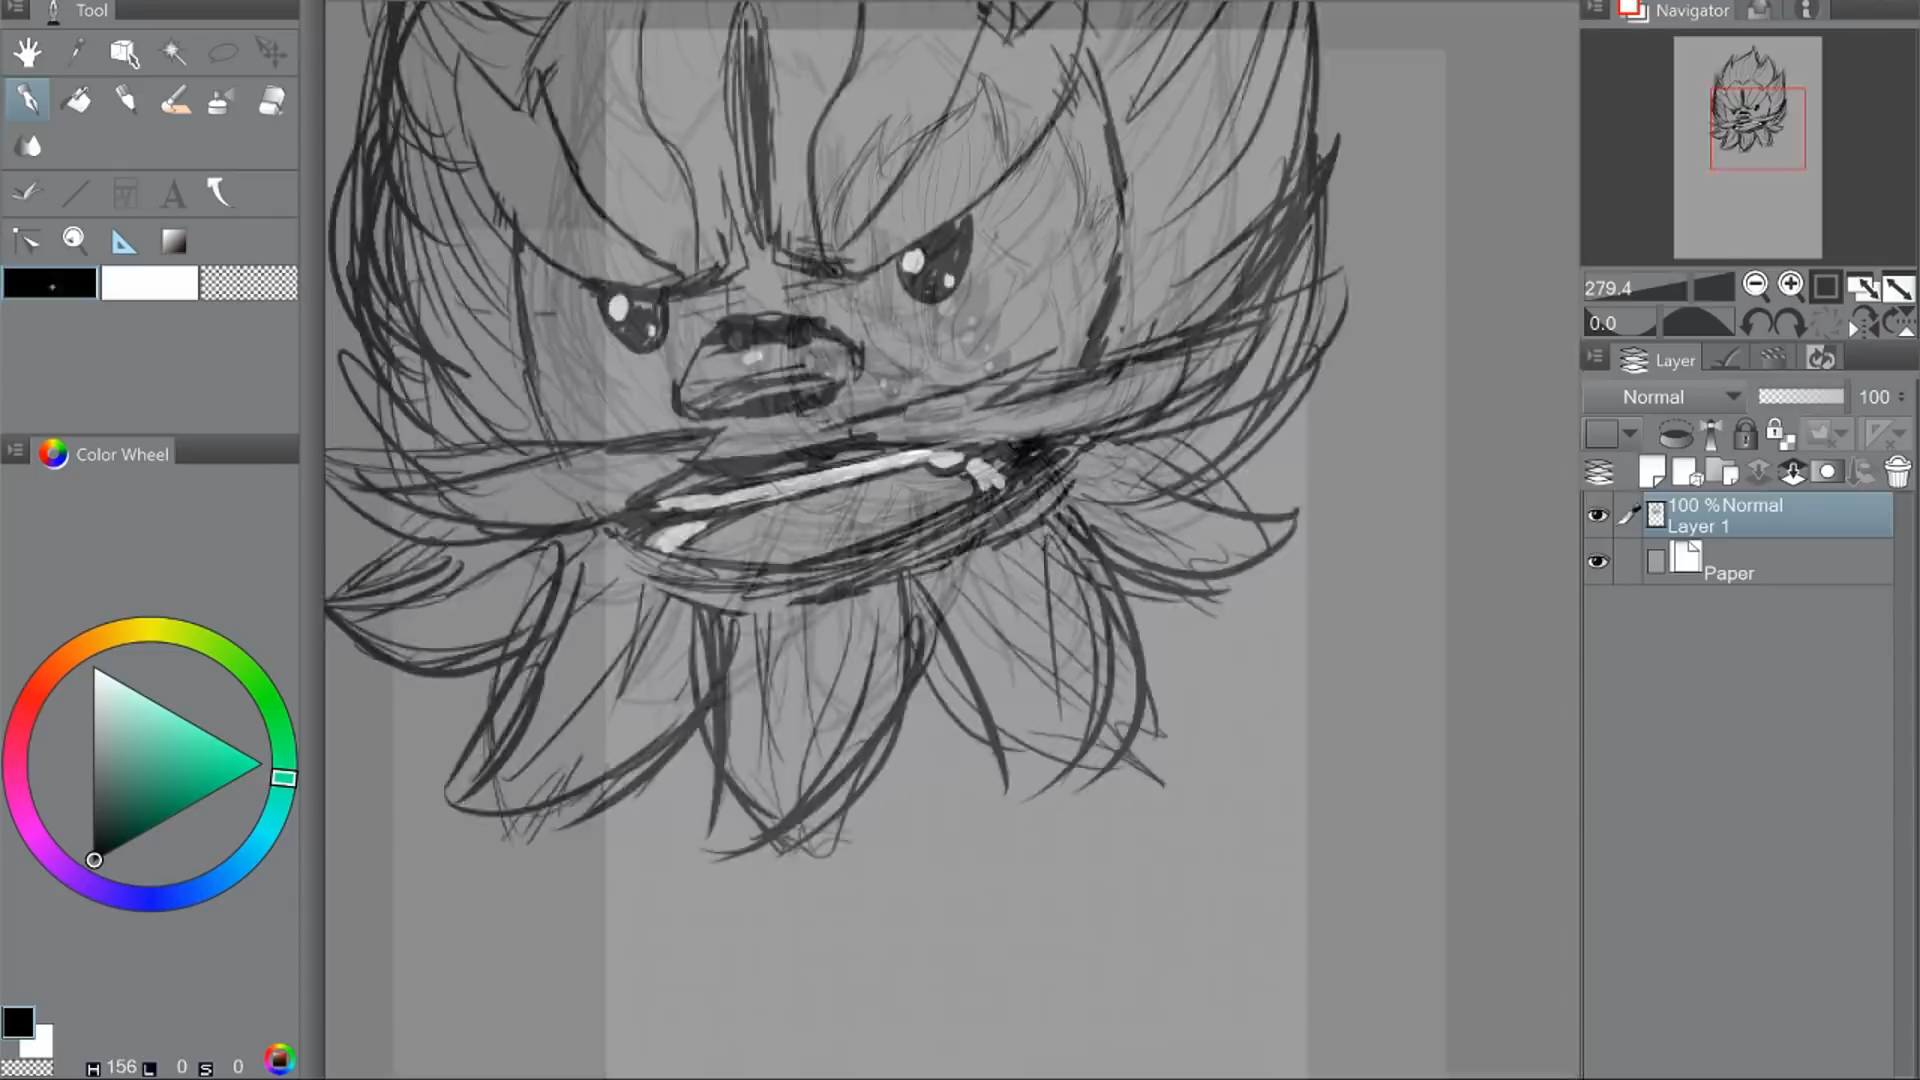 Tool
Navigator
279.4
0.0
Layer
Normal
100
100 %Normal
Layer 1
Paper
Color Wheel
H 156 L 0 S 0